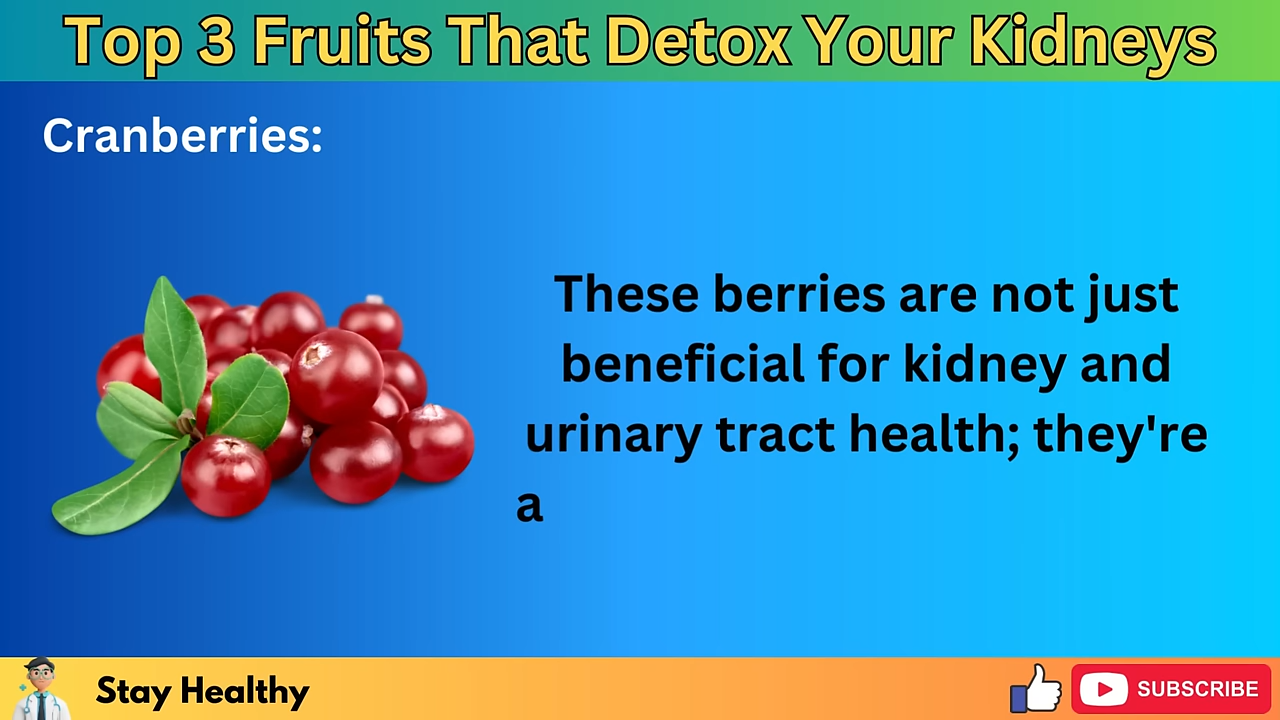 Top 3 Fruits That Detox Your Kidneys
Cranberries:
These berries are not just
beneficial for kidney and
urinary tract health; they're
a
Stay Healthy
SUBSCRIBE